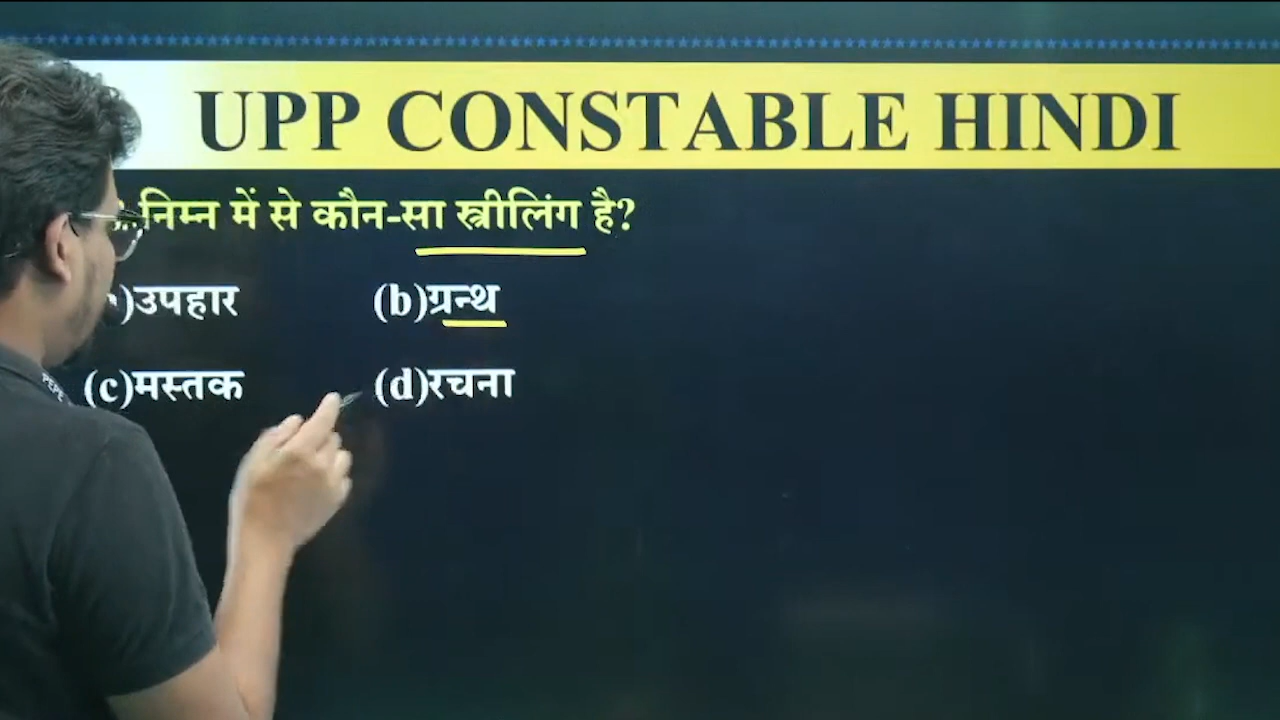 UPP CONSTABLE HINDI
निम्न में से कौन-सा स्त्रीलिंग है?
)उपहार (b)ग्रन्थ
(c)मस्तक (d)रचना